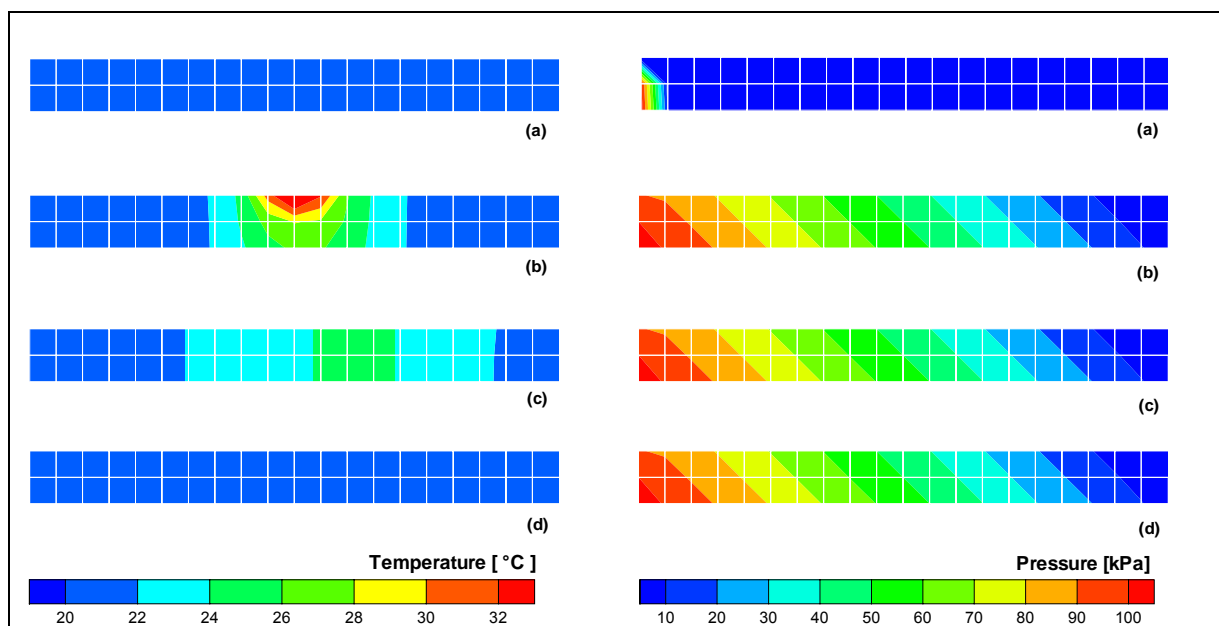 (a)
(a)
(b)
(b)
(c)
(c)
(d)
(d)
Temperature [ °C ]
Pressure [kPa]
20 22 24 26 28 30 32
10 20 30 40 50 60 70 80 90 100